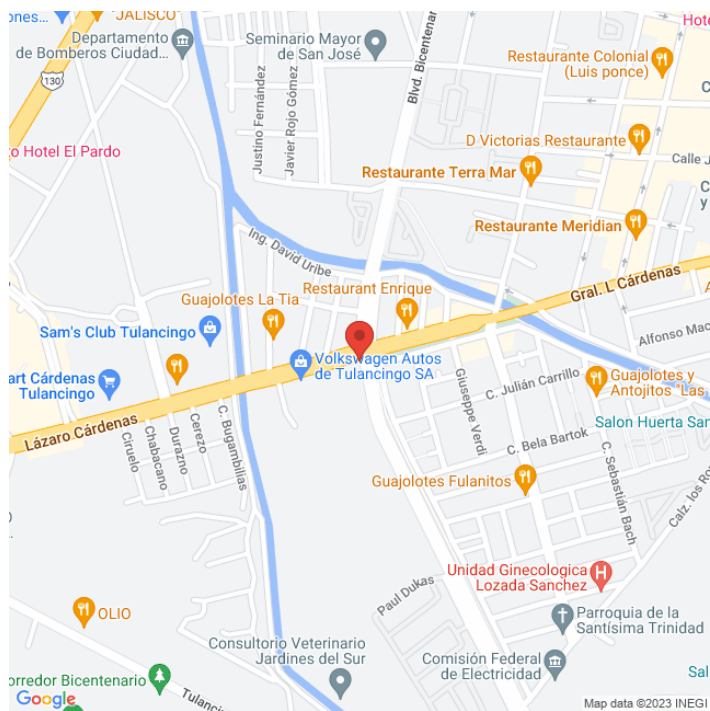 ones...
"JALISCO"
Departamento
de Bomberos Ciudad...
Seminario Mayor
de San José
Hote
Restaurante Colonial
(Luis ponce)
130
Justino Fernández
Javier Rojo Gómez
Blvd. Bicentenar
D Victorias Restaurante
Calle J
o Hotel El Pardo
Restaurante Terra Mar
C
y
Restaurante Meridian
Ing. David Uribe
Gral. L Cárdenas
Restaurant Enrique
Guajolotes La Tia
A
Sam's Club Tulancingo
Alfonso Mac
Volkswagen Autos
de Tulancingo SA
art Cárdenas
Tulancingo
Giuseppe Verdi
C. Julián Carrillo
Guajolotes y
Antojitos "Las
Salon Huerta San
Lázaro Cárdenas
Ciruelo
Chabacano
Durazno
Cerezo
C. Bugambilias
C. Bela Bartok
C. Sebastián Bach
Guajolotes Fulanitos
Calz. los Ro
Unidad Ginecologica
Lozada Sanchez
H
Paul Dukas
OLIO
Parroquia de la
Santísima Trinidad
Consultorio Veterinario
Jardines del Sur
Comisión Federal
de Electricidad
Sal
orredor Bicentenario
Tulancing
Google
Map data ©2023 INEGI